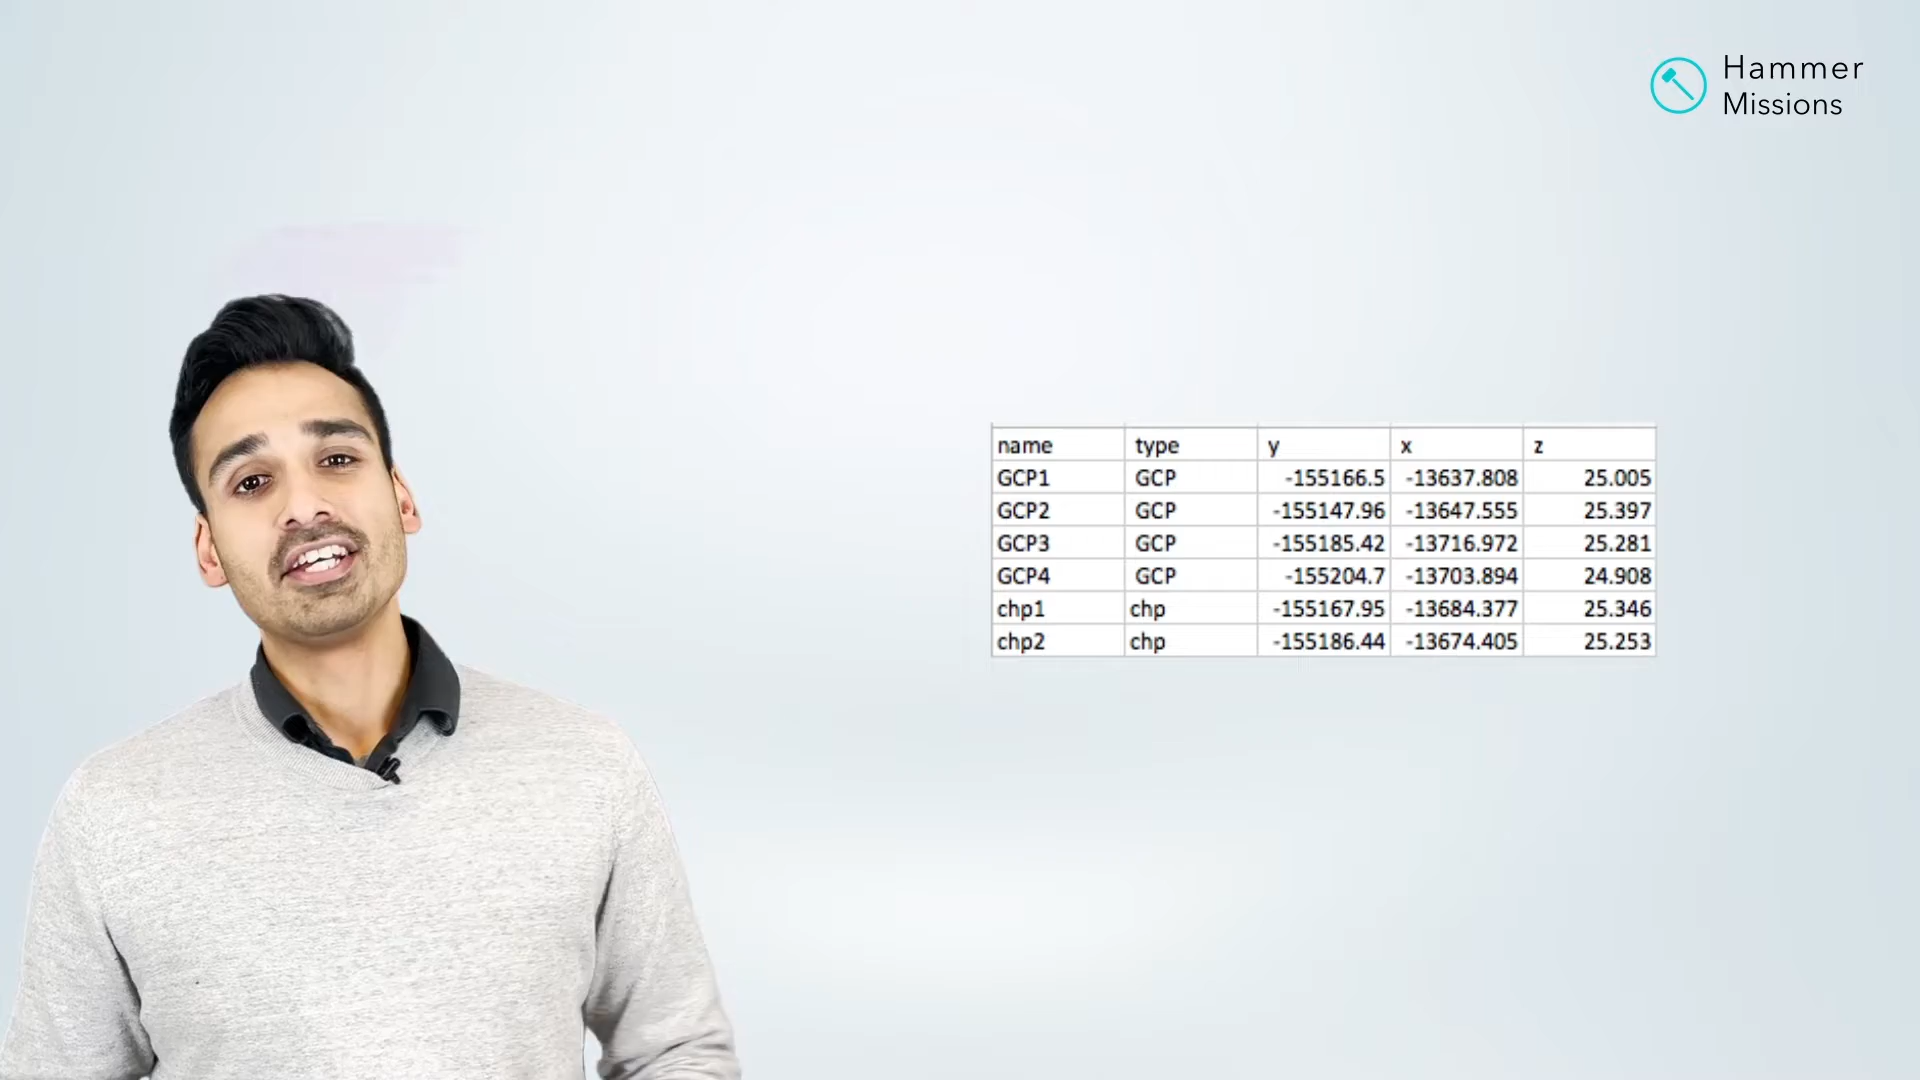 Hammer
Missions
name type y x z
GCP1 GCP -155166.5 -13637.808 25.005
GCP2 GCP -155147.96 -13647.555 25.397
GCP3 GCP -155185.42 -13716.972 25.281
GCP4 GCP -155204.7 -13703.894 24.908
chp1 chp -155167.95 -13684.377 25.346
chp2 chp -155186.44 -13674.405 25.253